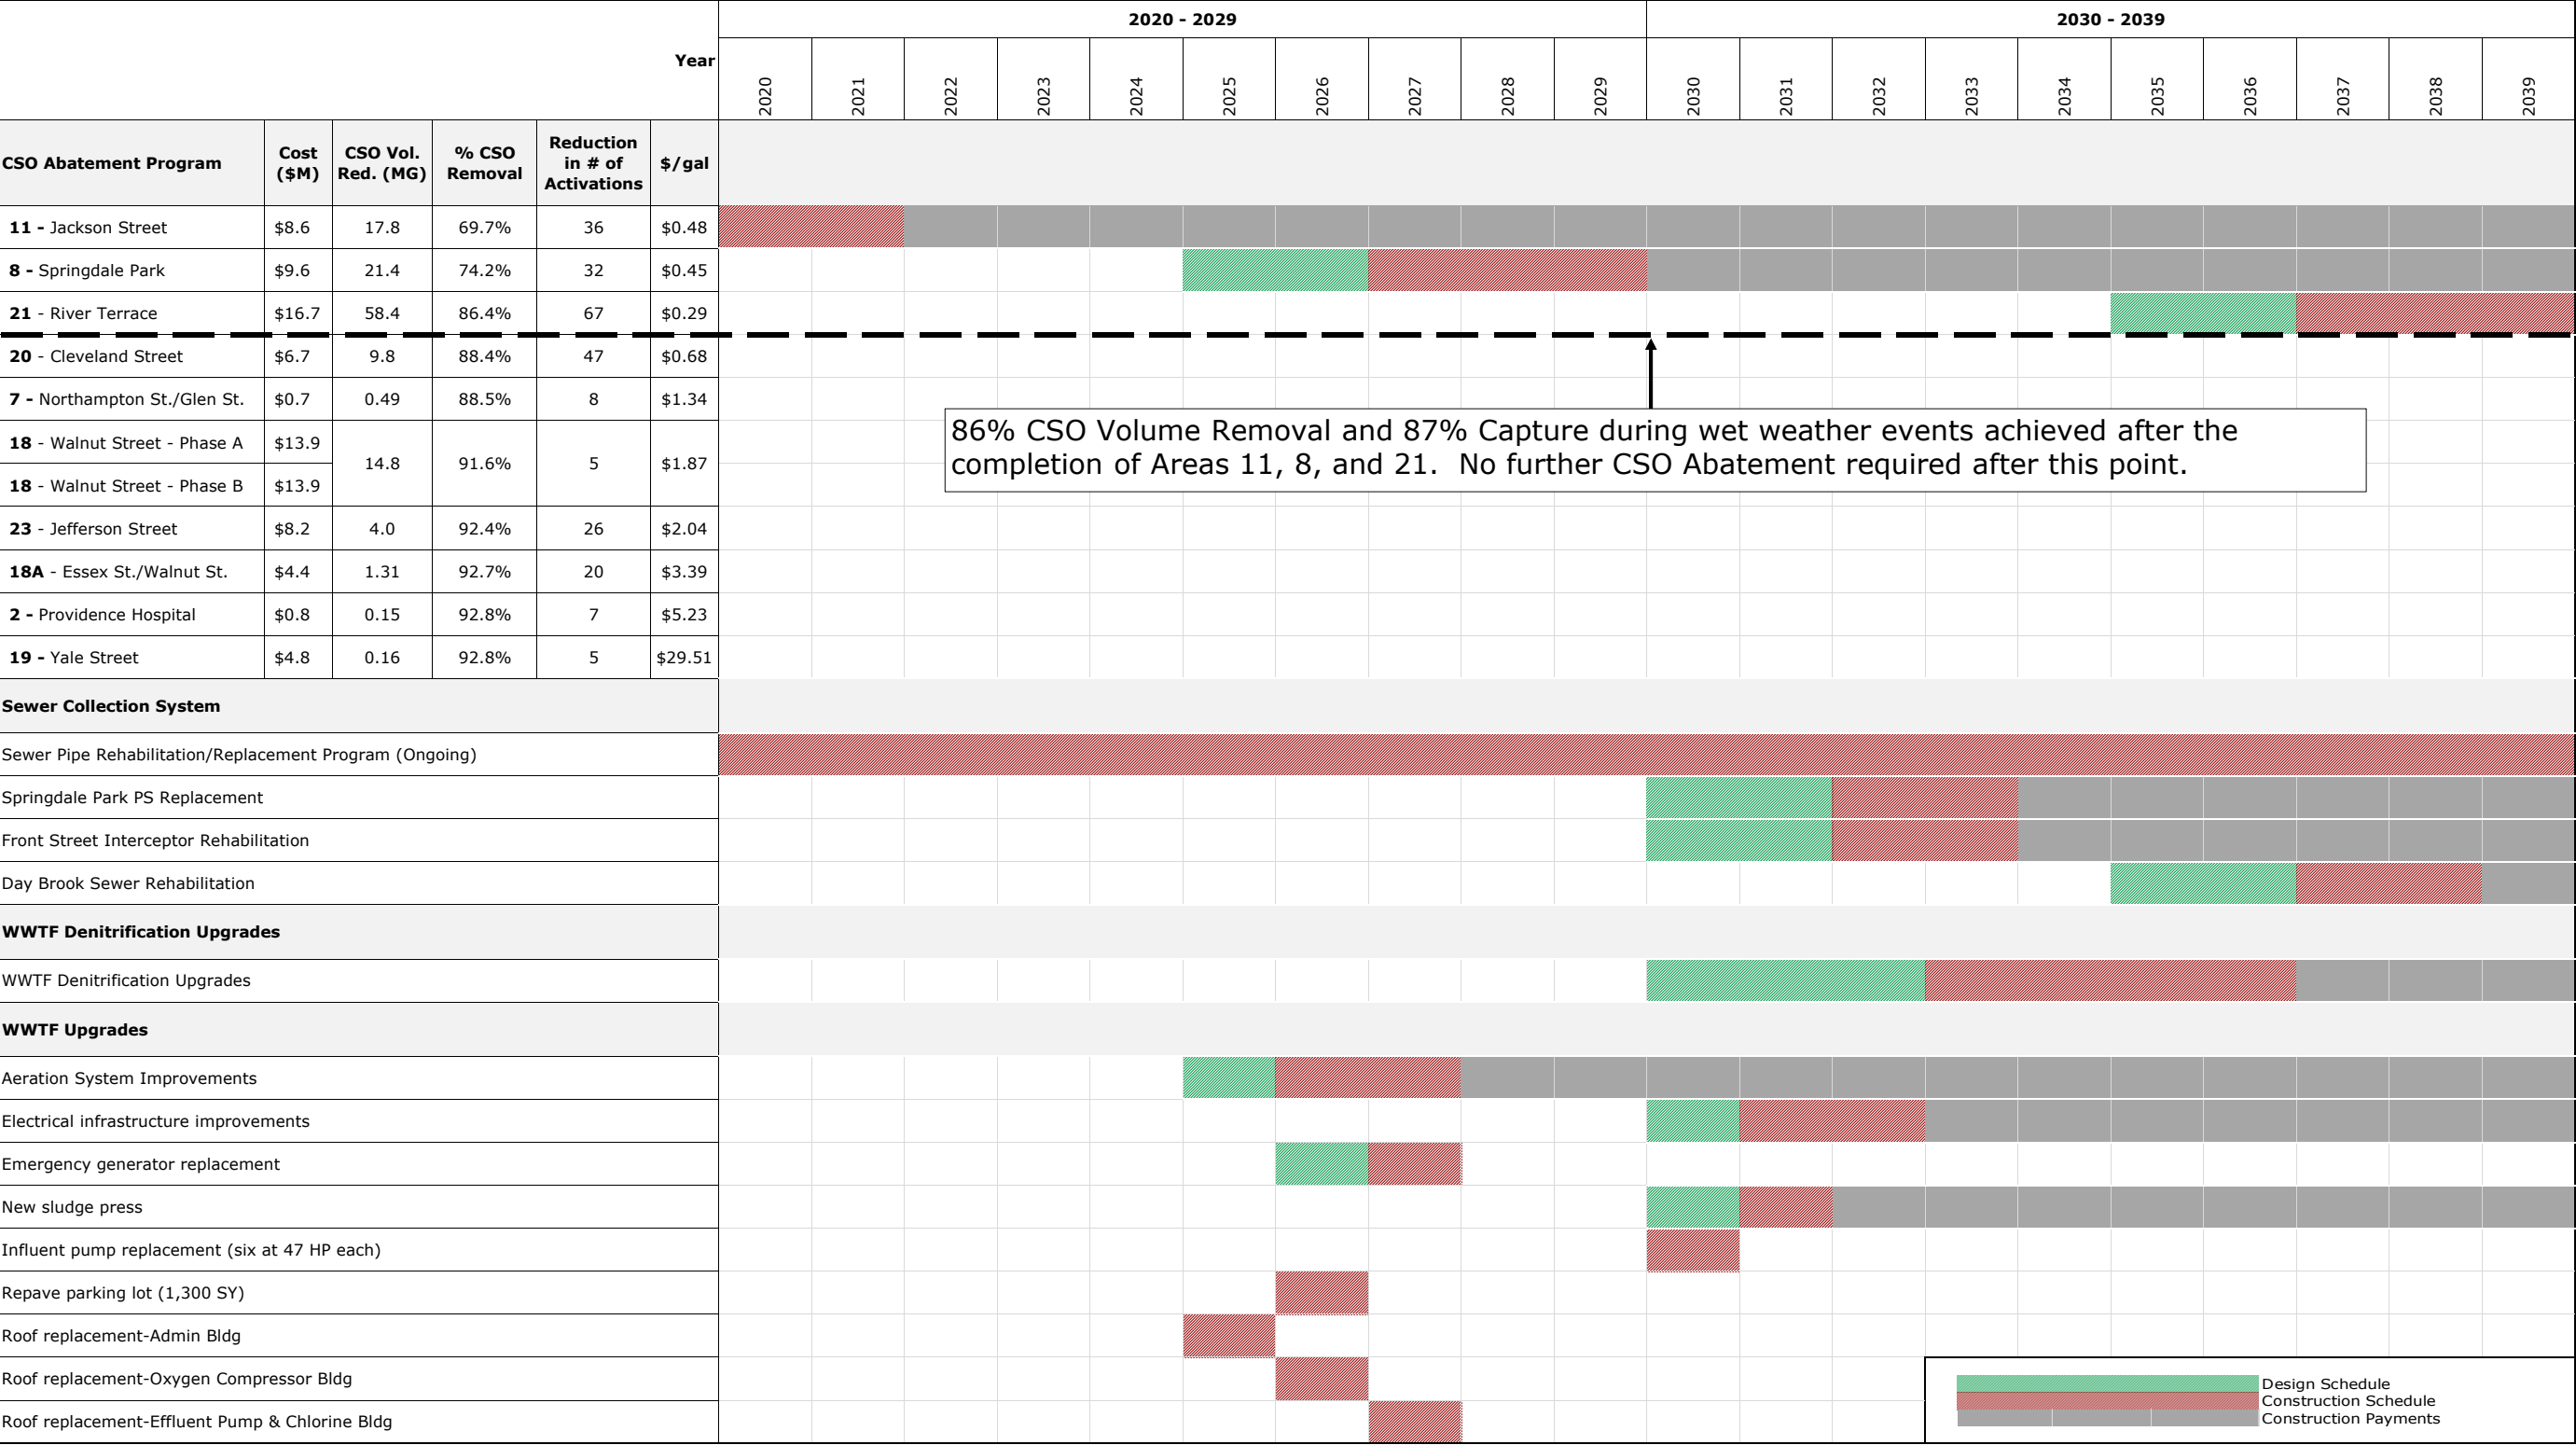 2020 - 2029 2030 - 2039
Year 2020 2021 2022 2023 2024 2025 2026 2027 2028 2029 2030 2031 2032 2033 2034 2035 2036 2037 2038 2039
CSO Abatement Program Cost ($M) CSO Vol. Red. (MG) % CSO Removal Reduction in # of Activations $/gal
11 - Jackson Street $8.6 17.8 69.7% 36 $0.48
8 - Springdale Park $9.6 21.4 74.2% 32 $0.45
21 - River Terrace $16.7 58.4 86.4% 67 $0.29
20 - Cleveland Street $6.7 9.8 88.4% 47 $0.68
7 - Northampton St./Glen St. $0.7 0.49 88.5% 8 $1.34
18 - Walnut Street - Phase A $13.9 14.8 91.6% 5 $1.87
18 - Walnut Street - Phase B $13.9
86% CSO Volume Removal and 87% Capture during wet weather events achieved after the
completion of Areas 11, 8, and 21. No further CSO Abatement required after this point.
23 - Jefferson Street $8.2 4.0 92.4% 26 $2.04
18A - Essex St./Walnut St. $4.4 1.31 92.7% 20 $3.39
2 - Providence Hospital $0.8 0.15 92.8% 7 $5.23
19 - Yale Street $4.8 0.16 92.8% 5 $29.51
Sewer Collection System
Sewer Pipe Rehabilitation/Replacement Program (Ongoing)
Springdale Park PS Replacement
Front Street Interceptor Rehabilitation
Day Brook Sewer Rehabilitation
WWTF Denitrification Upgrades
WWTF Denitrification Upgrades
WWTF Upgrades
Aeration System Improvements
Electrical infrastructure improvements
Emergency generator replacement
New sludge press
Influent pump replacement (six at 47 HP each)
Repave parking lot (1,300 SY)
Roof replacement-Admin Bldg
Roof replacement-Oxygen Compressor Bldg
Roof replacement-Effluent Pump & Chlorine Bldg
Design Schedule
Construction Schedule
Construction Payments